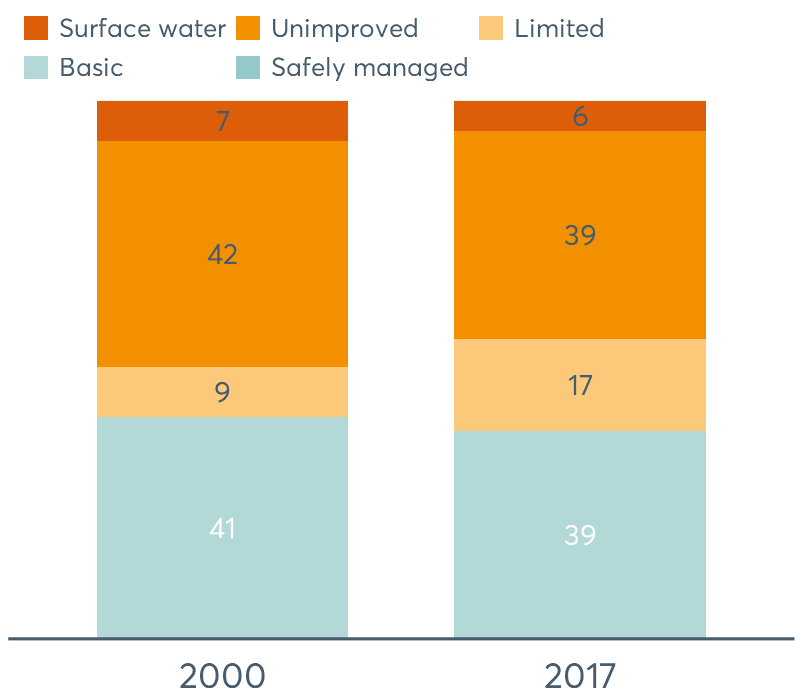 Surface water Unimproved Limited
Basic Safely managed
7 6
42 39
9 17
41 39
2000 2017